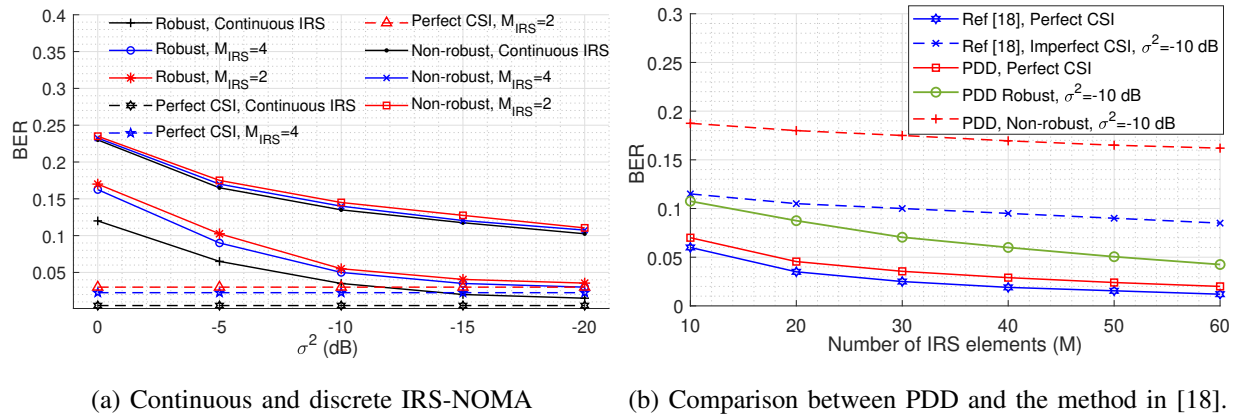 0.4
0.35
0.3
0.25
0.2
0.15
0.1
0.05
BER
Robust, Continuous IRS
Robust, M_IRS=4
Robust, M_IRS=2
Perfect CSI, Continuous IRS
Perfect CSI, M_IRS=4
Perfect CSI, M_IRS=2
Non-robust, Continuous IRS
Non-robust, M_IRS=4
Non-robust, M_IRS=2
0 -5 -10 -15 -20
σ² (dB)
(a) Continuous and discrete IRS-NOMA
0.3
0.25
0.2
0.15
0.1
0.05
0
BER
Ref [18], Perfect CSI
Ref [18], Imperfect CSI, σ²=-10 dB
PDD, Perfect CSI
PDD Robust, σ²=-10 dB
PDD, Non-robust, σ²=-10 dB
10 20 30 40 50 60
Number of IRS elements (M)
(b) Comparison between PDD and the method in [18].